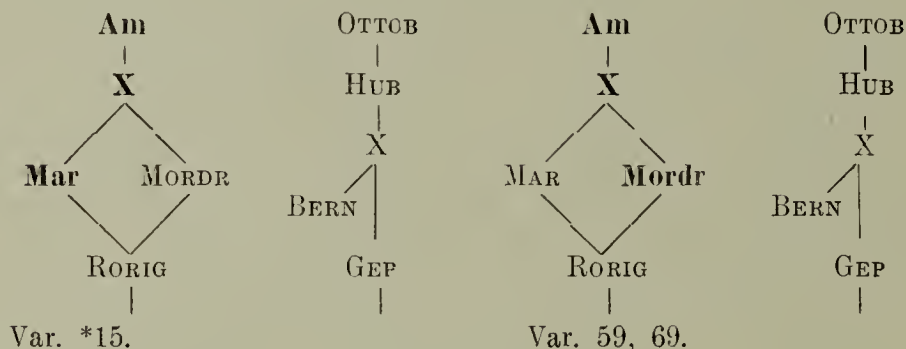 Am OTTOB Am OTTOB
X HUB X HUB
X X
Mar MORDR MAR Mordr
BERN BERN
RORIG GEP RORIG GEP
Var. *15. Var. 59, 69.